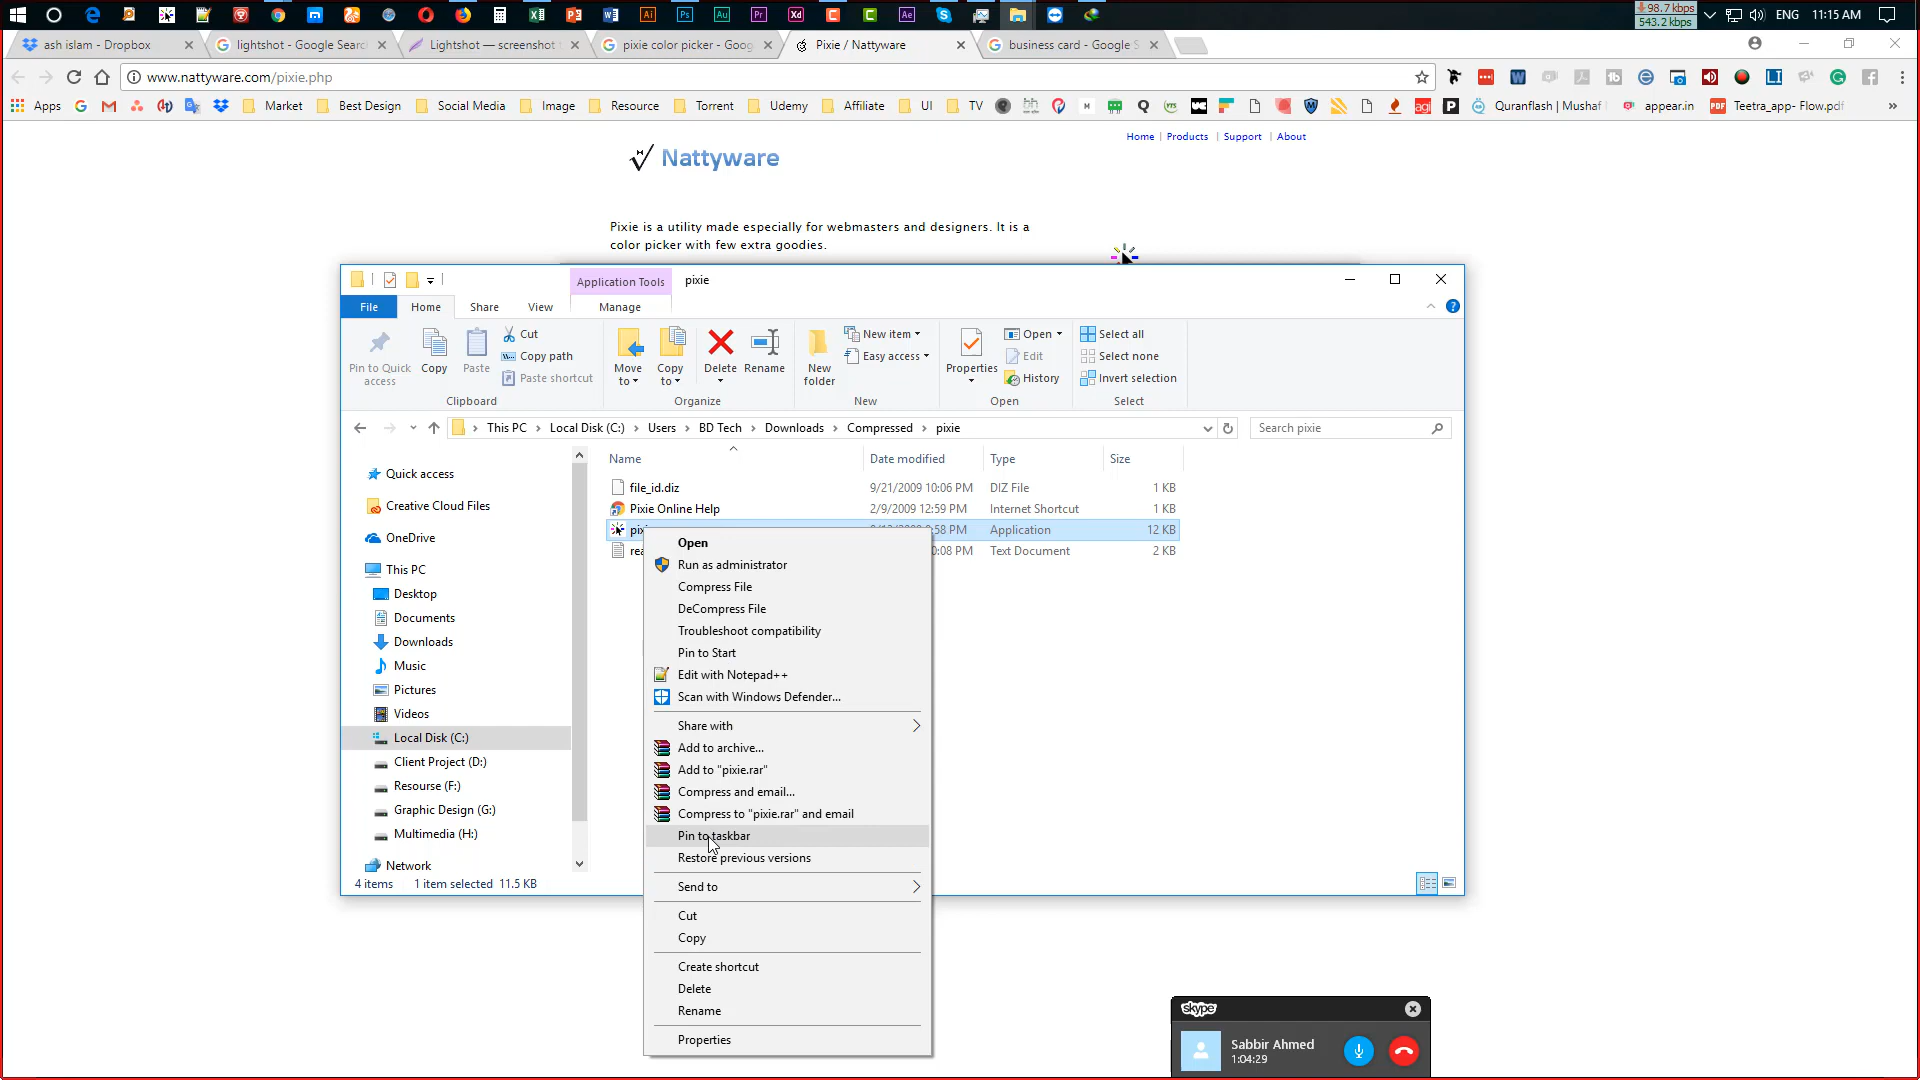 98.7 kbps
543.2 kbps
ENG
11:15 AM
ash islam - Dropbox
lightshot - Google Searc
Lightshot — screenshot t
pixie color picker - Goog
Pixie / Nattyware
business card - Google S
www.nattyware.com/pixie.php
Apps
Market
Best Design
Social Media
Image
Resource
Torrent
Udemy
Affiliate
UI
TV
Quranflash | Mushaf
appear.in
Teetra_app- Flow.pdf
Home | Products | Support | About
Nattyware
Pixie is a utility made especially for webmasters and designers. It is a
color picker with few extra goodies.
Application Tools
pixie
File
Home
Share
View
Manage
Pin to Quick
access
Copy
Paste
Cut
Copy path
Paste shortcut
Clipboard
Move
to
Copy
to
Delete
Rename
Organize
New
folder
New item
Easy access
New
Properties
Open
Edit
History
Open
Select all
Select none
Invert selection
Select
This PC
Local Disk (C:)
Users
BD Tech
Downloads
Compressed
pixie
Search pixie
Name
Date modified
Type
Size
file_id.diz
9/21/2009 10:06 PM
DIZ File
1 KB
Pixie Online Help
2/9/2009 12:59 PM
Internet Shortcut
1 KB
Application
12 KB
Text Document
2 KB
Quick access
Creative Cloud Files
OneDrive
This PC
Desktop
Documents
Downloads
Music
Pictures
Videos
Local Disk (C:)
Client Project (D:)
Resourse (F:)
Graphic Design (G:)
Multimedia (H:)
Network
4 items
1 item selected 11.5 KB
Open
Run as administrator
Compress File
DeCompress File
Troubleshoot compatibility
Pin to Start
Edit with Notepad++
Scan with Windows Defender...
Share with
Add to archive...
Add to "pixie.rar"
Compress and email...
Compress to "pixie.rar" and email
Pin to taskbar
Restore previous versions
Send to
Cut
Copy
Create shortcut
Delete
Rename
Properties
skype
Sabbir Ahmed
1:04:29